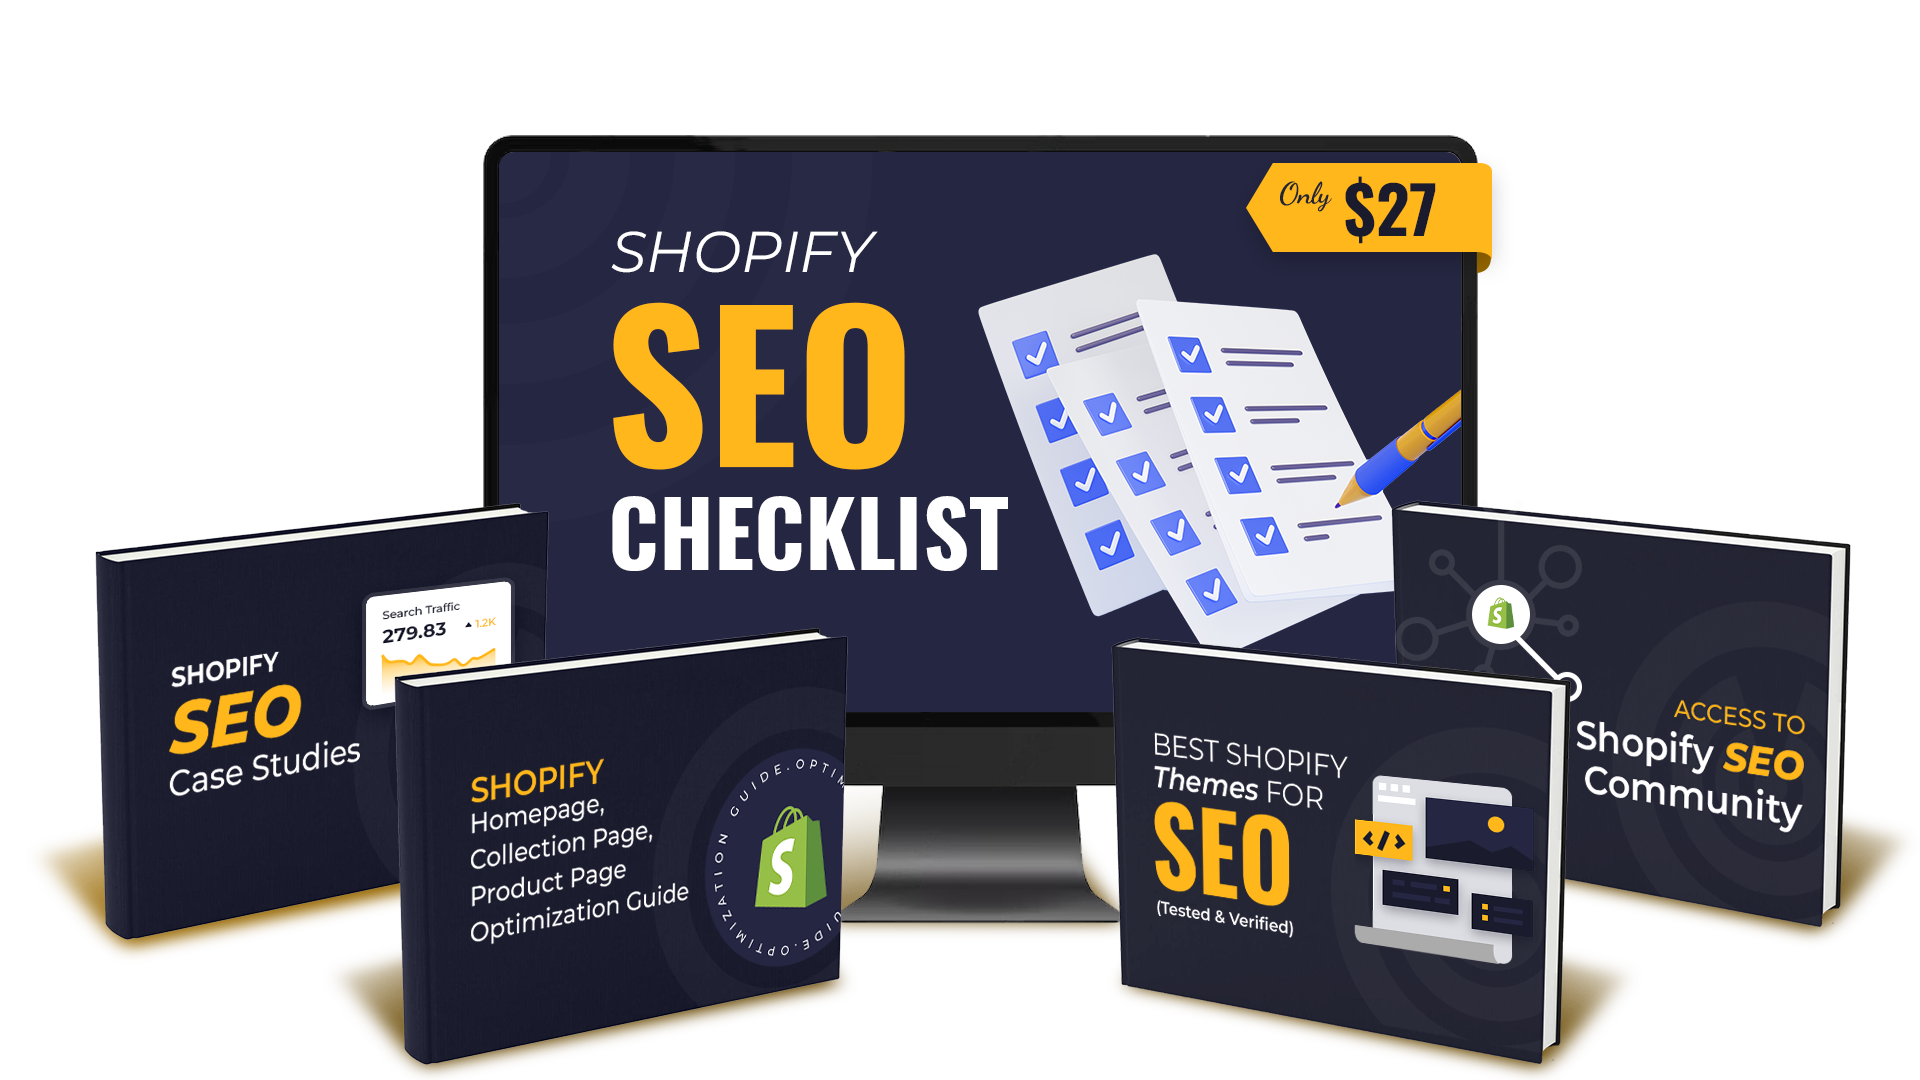 Only $27
SHOPIFY
SEO
CHECKLIST
Search Traffic
279.83
1.2K
SHOPIFY
SEO
Case Studies
SHOPIFY
Homepage,
Collection Page,
Product Page
Optimization Guide
GUIDE.OPTIM
UIDE.OPTIMIZATION
S
BEST SHOPIFY
Themes FOR
SEO
(Tested & Verified)
</>
S
ACCESS TO
Shopify SEO
Community